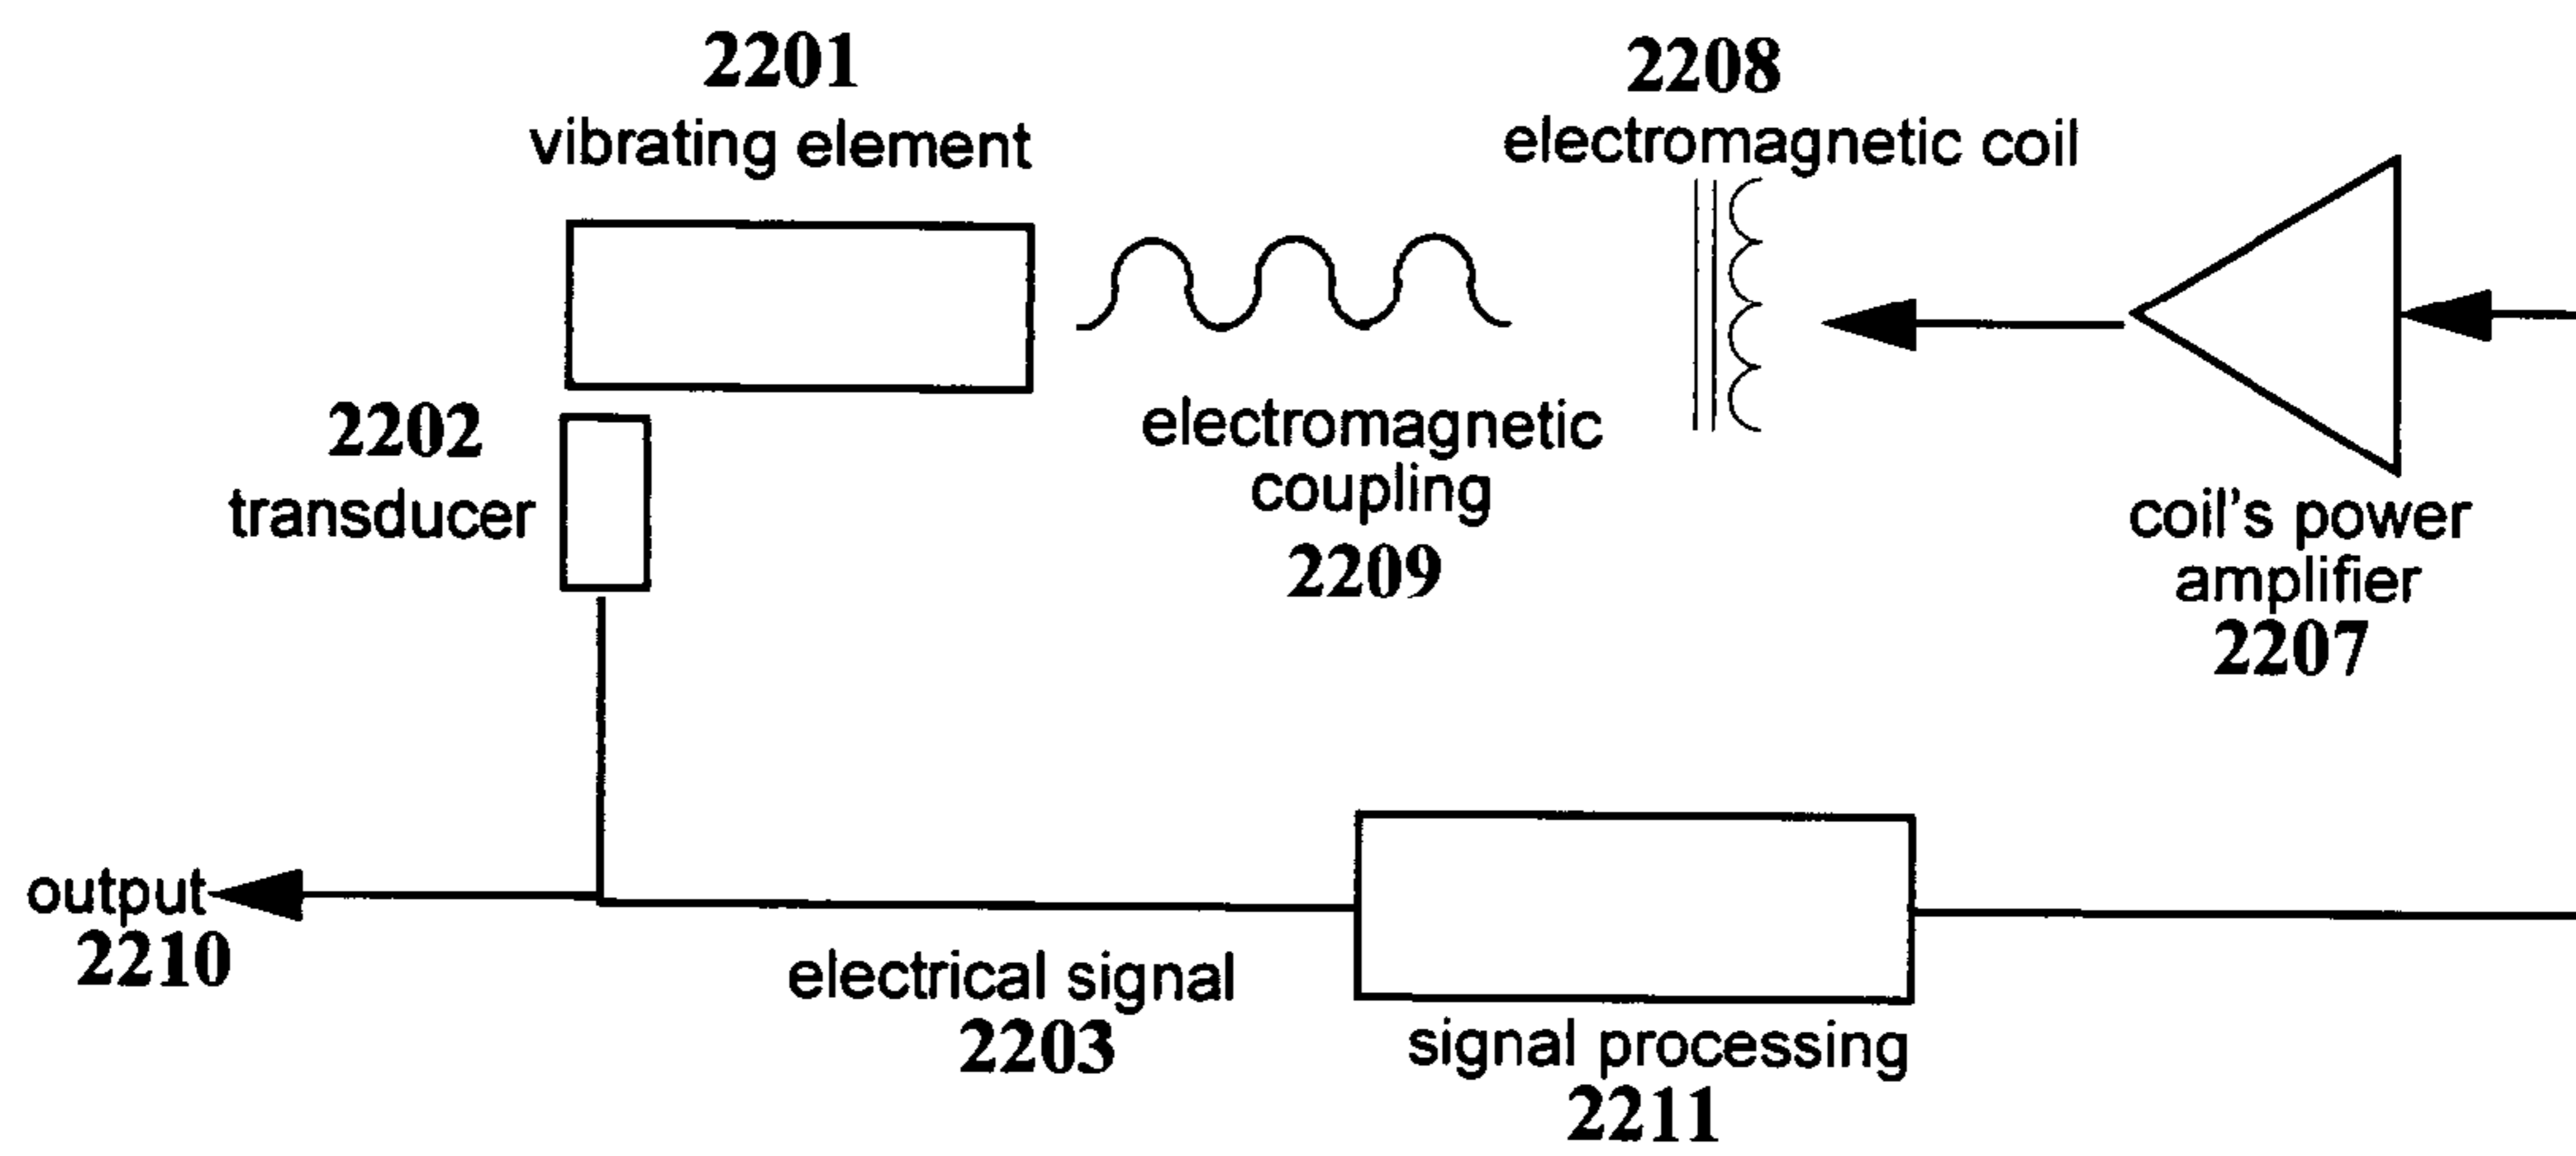 2201
vibrating element
2208
electromagnetic coil
2202
transducer
electromagnetic
coupling
2209
coil's power
amplifier
2207
output
2210
electrical signal
2203
signal processing
2211